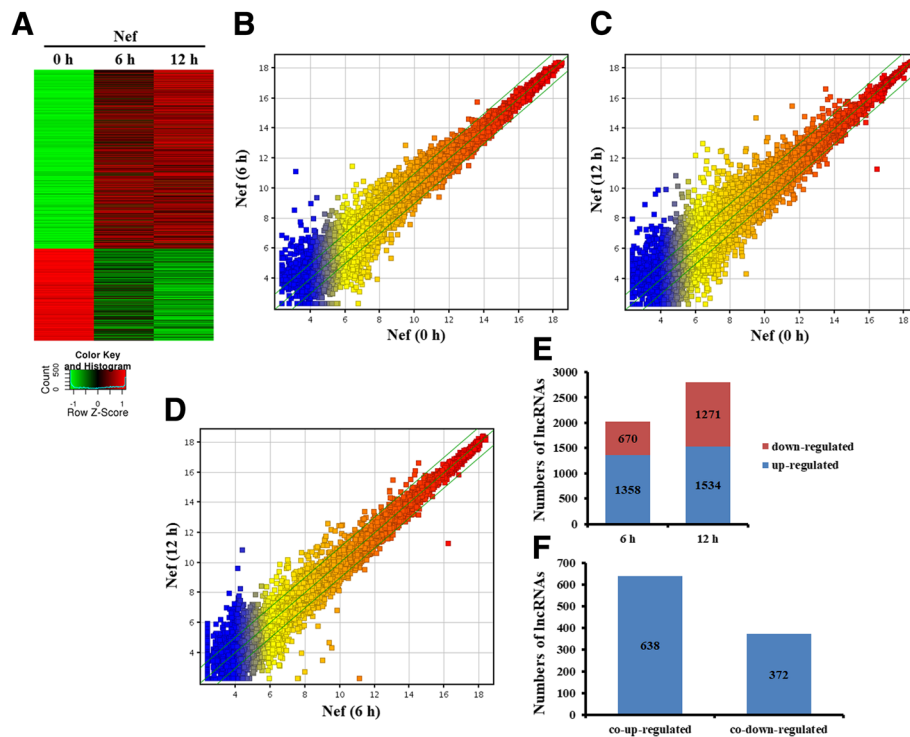 A
Nef
0 h 6 h 12 h
Color Key
and Histogram
Count
0 500
-1 0 1
Row Z-Score
B
Nef (6 h)
18
16
14
12
10
8
6
4
4 6 8 10 12 14 16 18
Nef (0 h)
C
Nef (12 h)
18
16
14
12
10
8
6
4
4 6 8 10 12 14 16 18
Nef (0 h)
D
Nef (12 h)
18
16
14
12
10
8
6
4
4 6 8 10 12 14 16 18
Nef (6 h)
E
Numbers of lncRNAs
3000
2500
2000
1500
1000
500
0
670
1358
1271
1534
6 h 12 h
down-regulated
up-regulated
F
Numbers of lncRNAs
700
600
500
400
300
200
100
0
638
372
co-up-regulated co-down-regulated